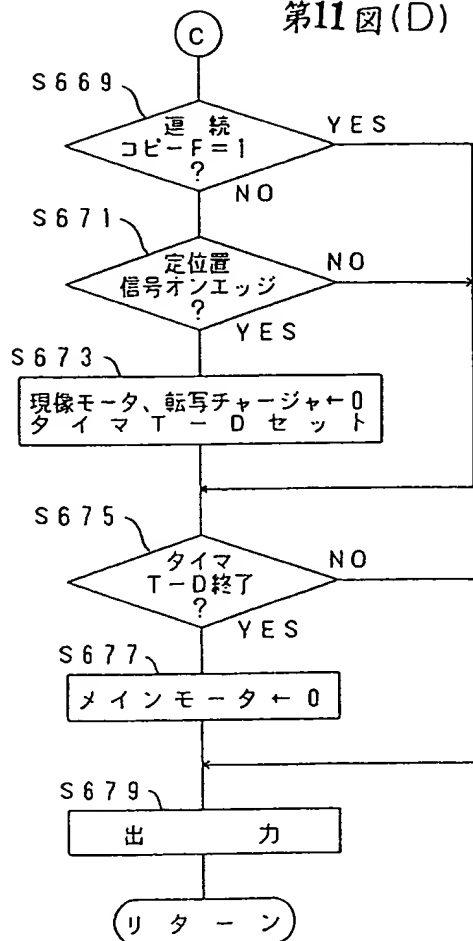 第11図(D)
C
S669
連続
コピーF=1
?
YES
NO
S671
定位置
信号オンエッジ
?
NO
YES
S673
現像モータ、転写チャージャ←0
タイマT-Dセット
S675
タイマ
T-D終了
?
NO
YES
S677
メインモータ←0
S679
出力
リターン